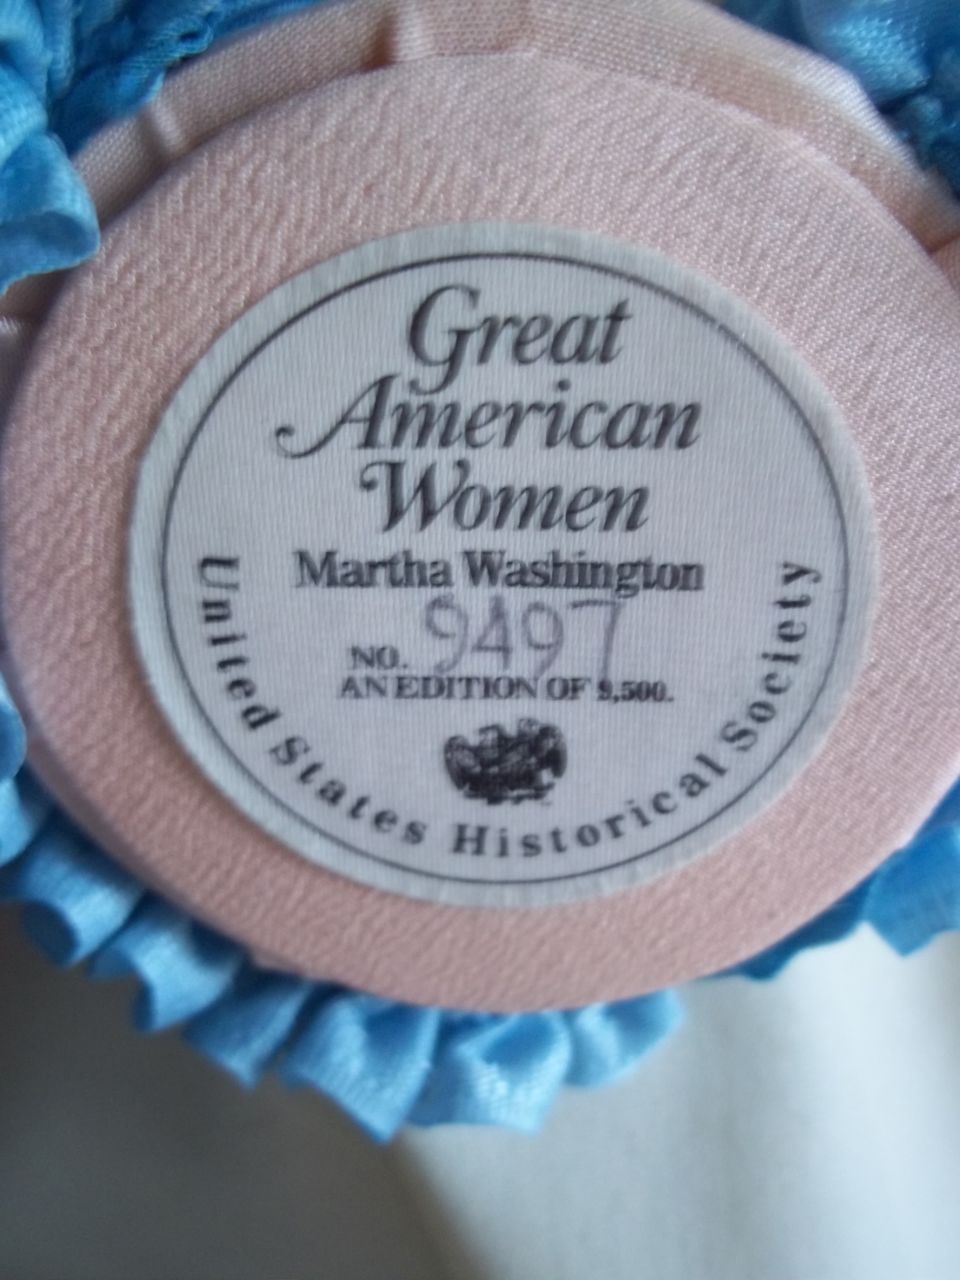 Great
American
Women
Martha Washington
NO. 9497
AN EDITION OF 9,500.
United States Historical Society